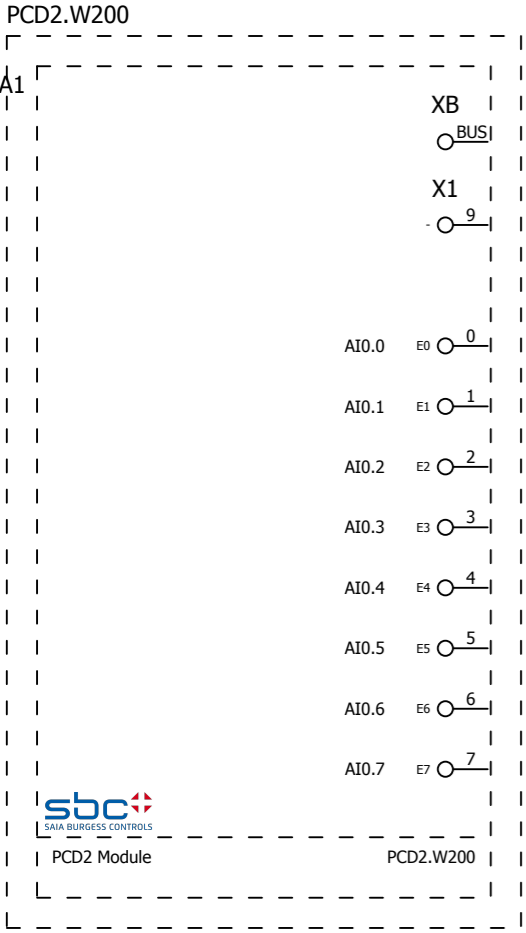 PCD2.W200
A1
XB
BUS
X1
- 9
AI0.0 E0 0
AI0.1 E1 1
AI0.2 E2 2
AI0.3 E3 3
AI0.4 E4 4
AI0.5 E5 5
AI0.6 E6 6
AI0.7 E7 7
sbc
SAIA BURGESS CONTROLS
PCD2 Module PCD2.W200